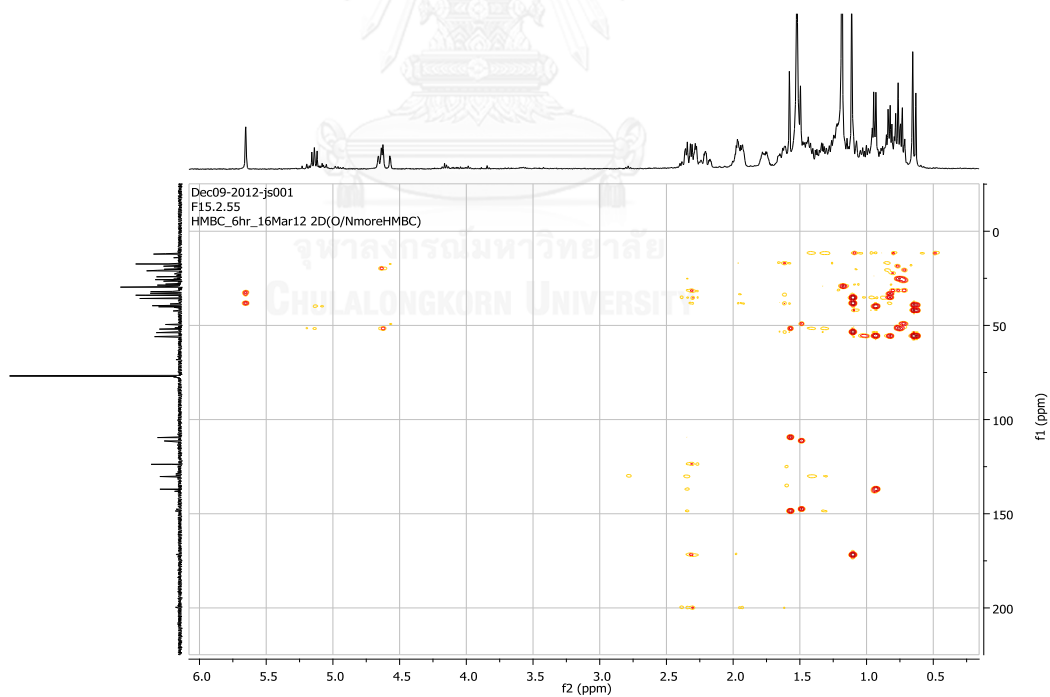 Dec09-2012-js001
F15.2.55
HMBC_6hr_16Mar12 2D(O/NmoreHMBC)
จุฬาลงกรณ์มหาวิทยาลัย
CHULALONGKORN UNIVERSITY
0
50
100
150
200
f1 (ppm)
6.0 5.5 5.0 4.5 4.0 3.5 3.0 2.5 2.0 1.5 1.0 0.5
f2 (ppm)